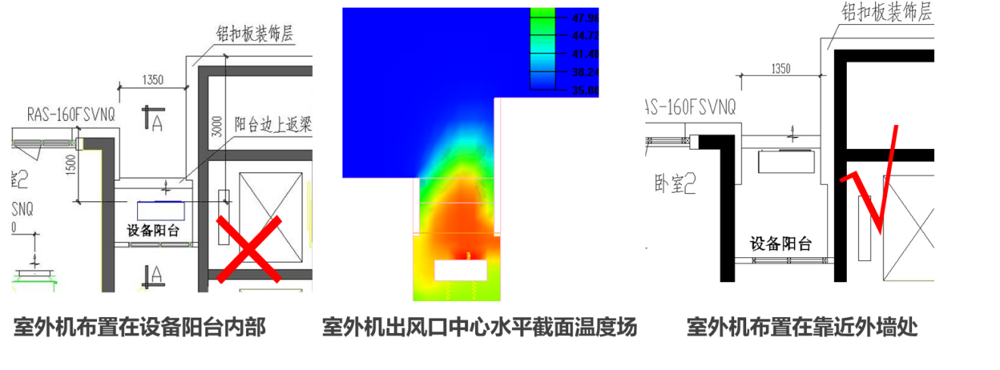 铝扣板装饰层
1350
RAS-160FSVNQ
A
3000
阳台边上返梁
1500
室2
SNQ
0
设备阳台
A
室外机布置在设备阳台内部
47.98
44.72
41.48
38.24
35.00
室外机出风口中心水平截面温度场
铝扣板装饰层
1350
AS-160FSVNQ
卧室2
设备阳台
室外机布置在靠近外墙处